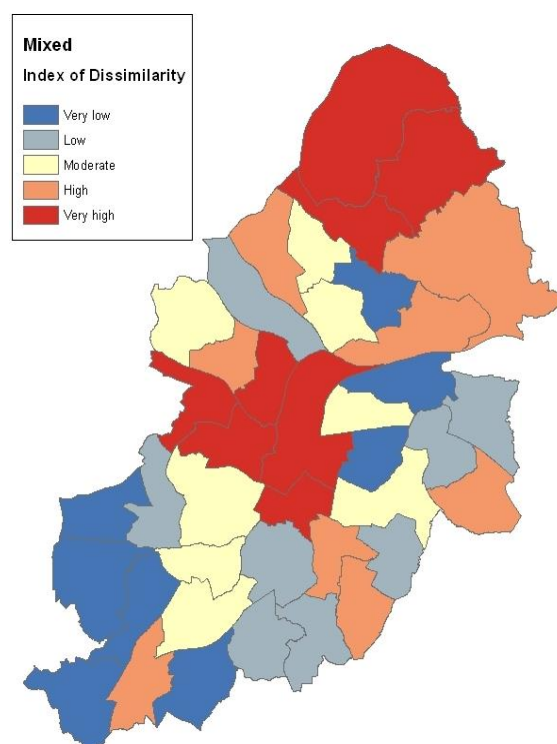 Mixed
Index of Dissimilarity
Very low
Low
Moderate
High
Very high